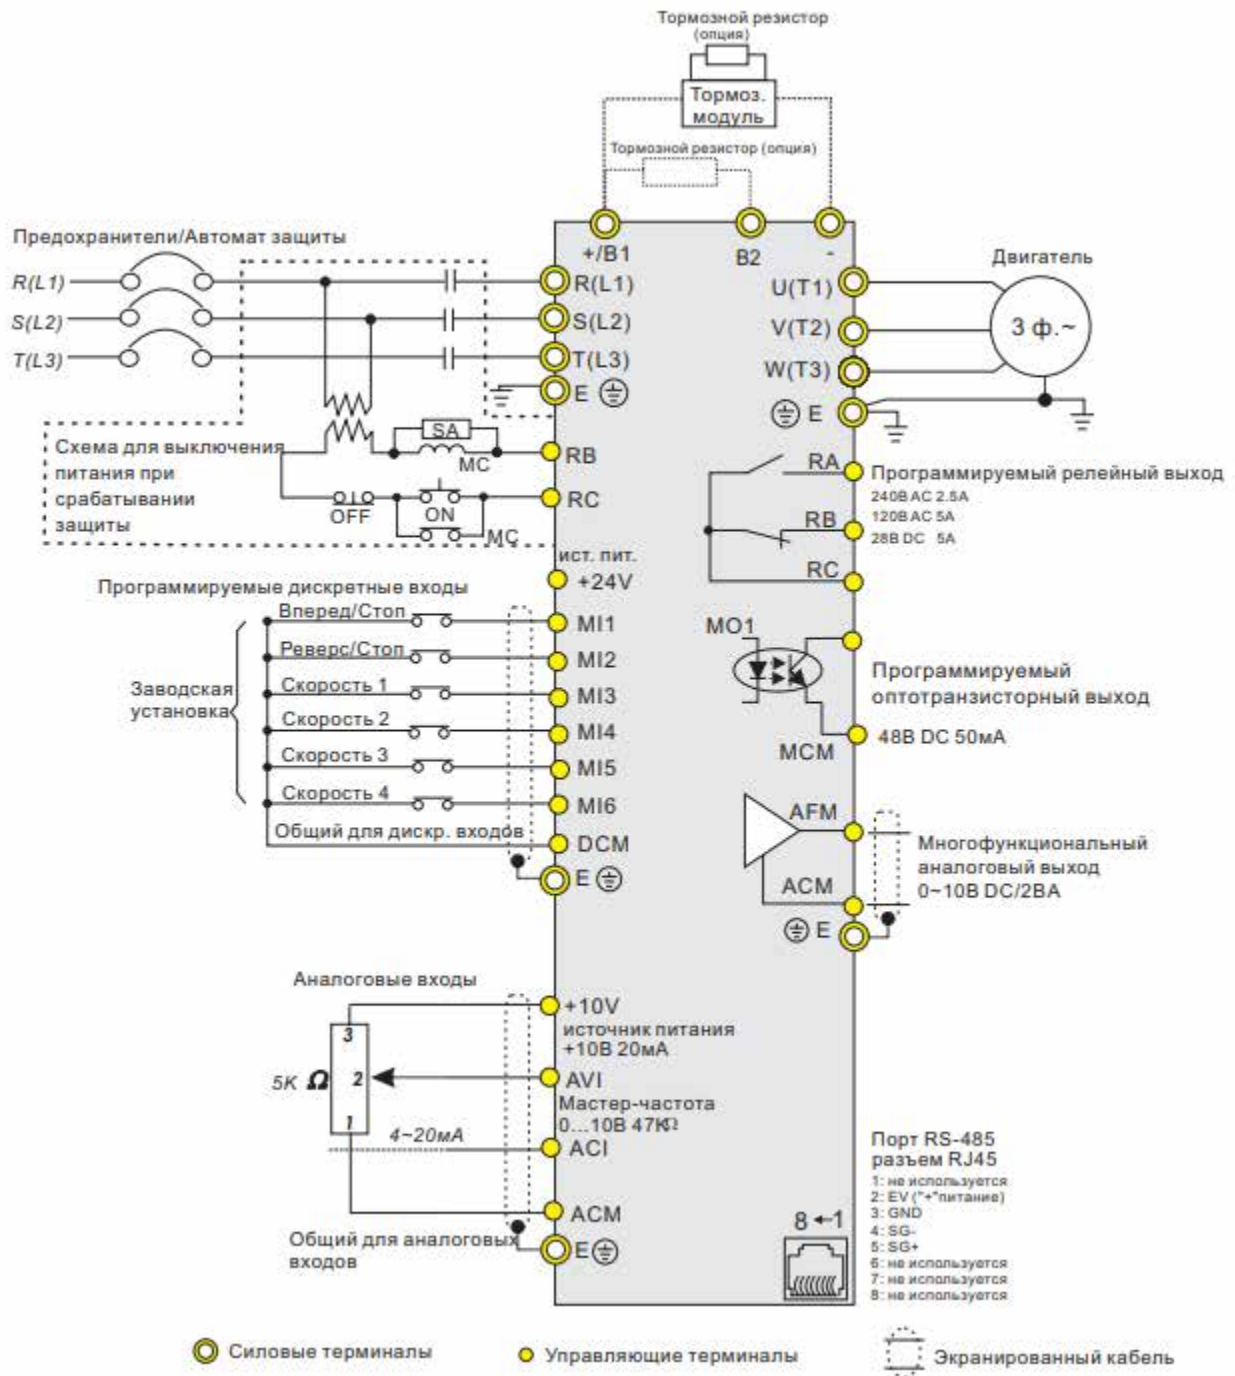 Тормозной резистор
(опция)
Тормоз.
модуль
Тормозной резистор (опция)
Предохранители/Автомат защиты
R(L1)
S(L2)
T(L3)
+/B1
B2
-
R(L1)
S(L2)
T(L3)
E
U(T1)
V(T2)
W(T3)
E
Двигатель
3 ф.~
Схема для выключения
питания при
срабатывании
защиты
SA
MC
OFF
ON
MC
RB
RC
RA
RB
RC
Программируемый релейный выход
240В AC 2.5A
120В AC 5A
28В DC 5A
ист. пит.
+24V
Программируемые дискретные входы
Вперед/Стоп
Реверс/Стоп
Скорость 1
Скорость 2
Скорость 3
Скорость 4
Общий для дискр. входов
Заводская
установка
MI1
MI2
MI3
MI4
MI5
MI6
DCM
E
MO1
MCM
Программируемый
оптотранзисторный выход
48В DC 50мА
AFM
ACM
E
Многофункциональный
аналоговый выход
0~10В DC/2ВА
Аналоговые входы
3
2
1
5K Ω
4~20мА
+10V
источник питания
+10В 20мА
AVI
Мастер-частота
0...10В 47КΩ
ACI
ACM
E
Общий для аналоговых
входов
8←1
Порт RS-485
разъем RJ45
1: не используется
2: EV ("+"питание)
3: GND
4: SG-
5: SG+
6: не используется
7: не используется
8: не используется
Силовые терминалы
Управляющие терминалы
Экранированный кабель